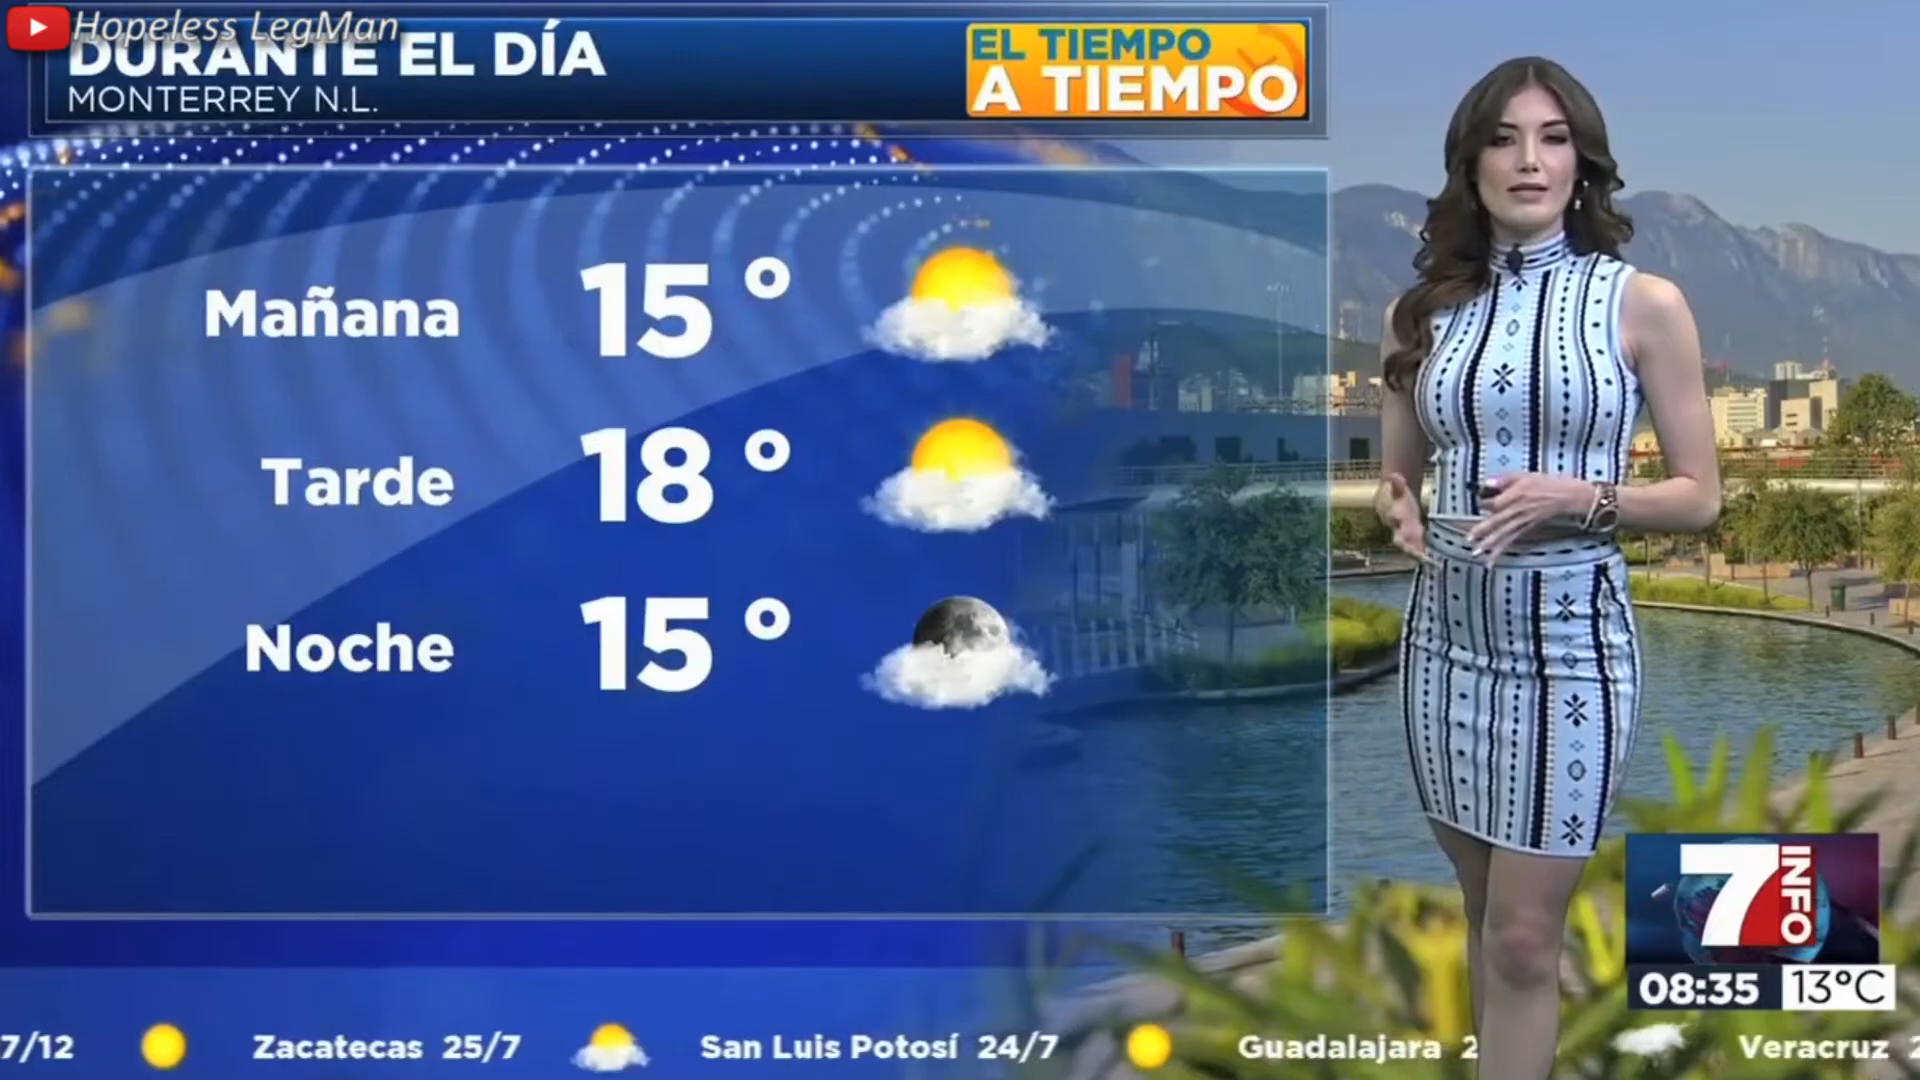 Hopeless LegMan
DURANTE EL DÍA
MONTERREY N.L.
EL TIEMPO
A TIEMPO
Mañana 15°
Tarde 18°
Noche 15°
7 INFO
08:35 13°C
7/12 Zacatecas 25/7 San Luis Potosí 24/7 Guadalajara 2 Veracruz